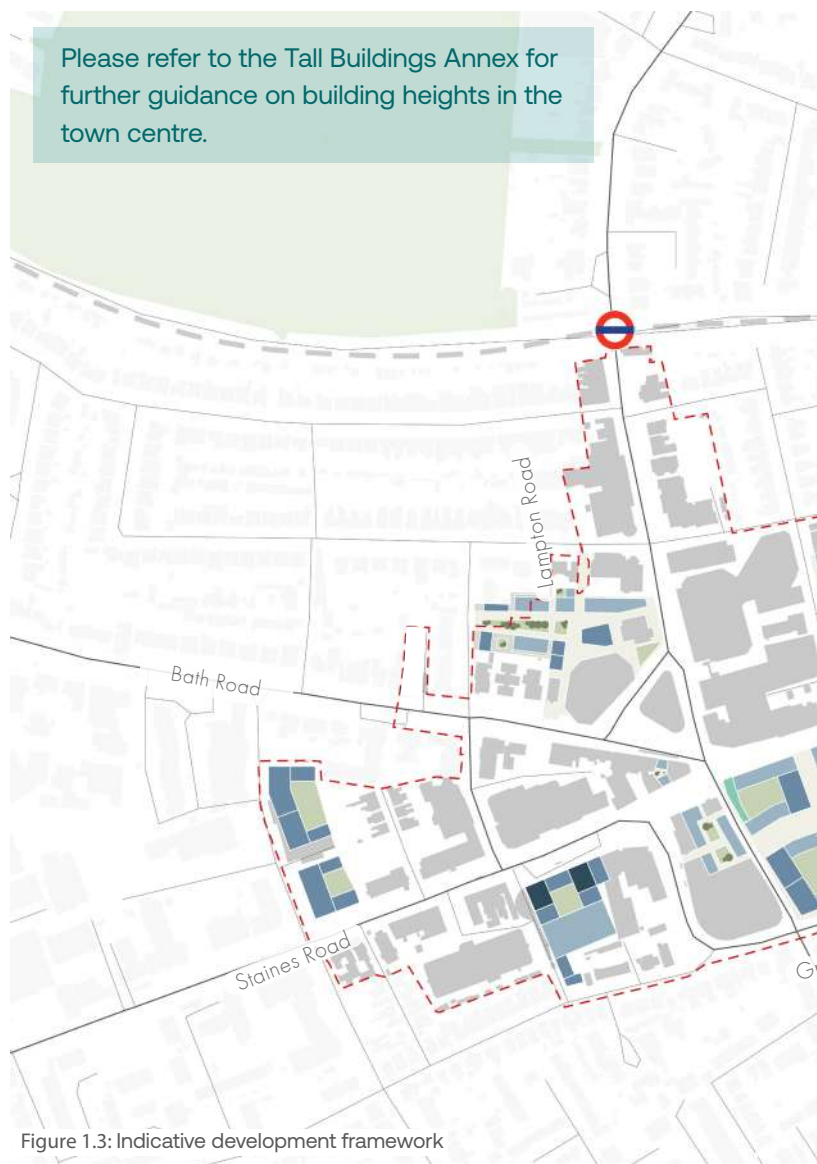 Please refer to the Tall Buildings Annex for
further guidance on building heights in the
town centre.
Lampton Road
Bath Road
Staines Road
Figure 1.3: Indicative development framework